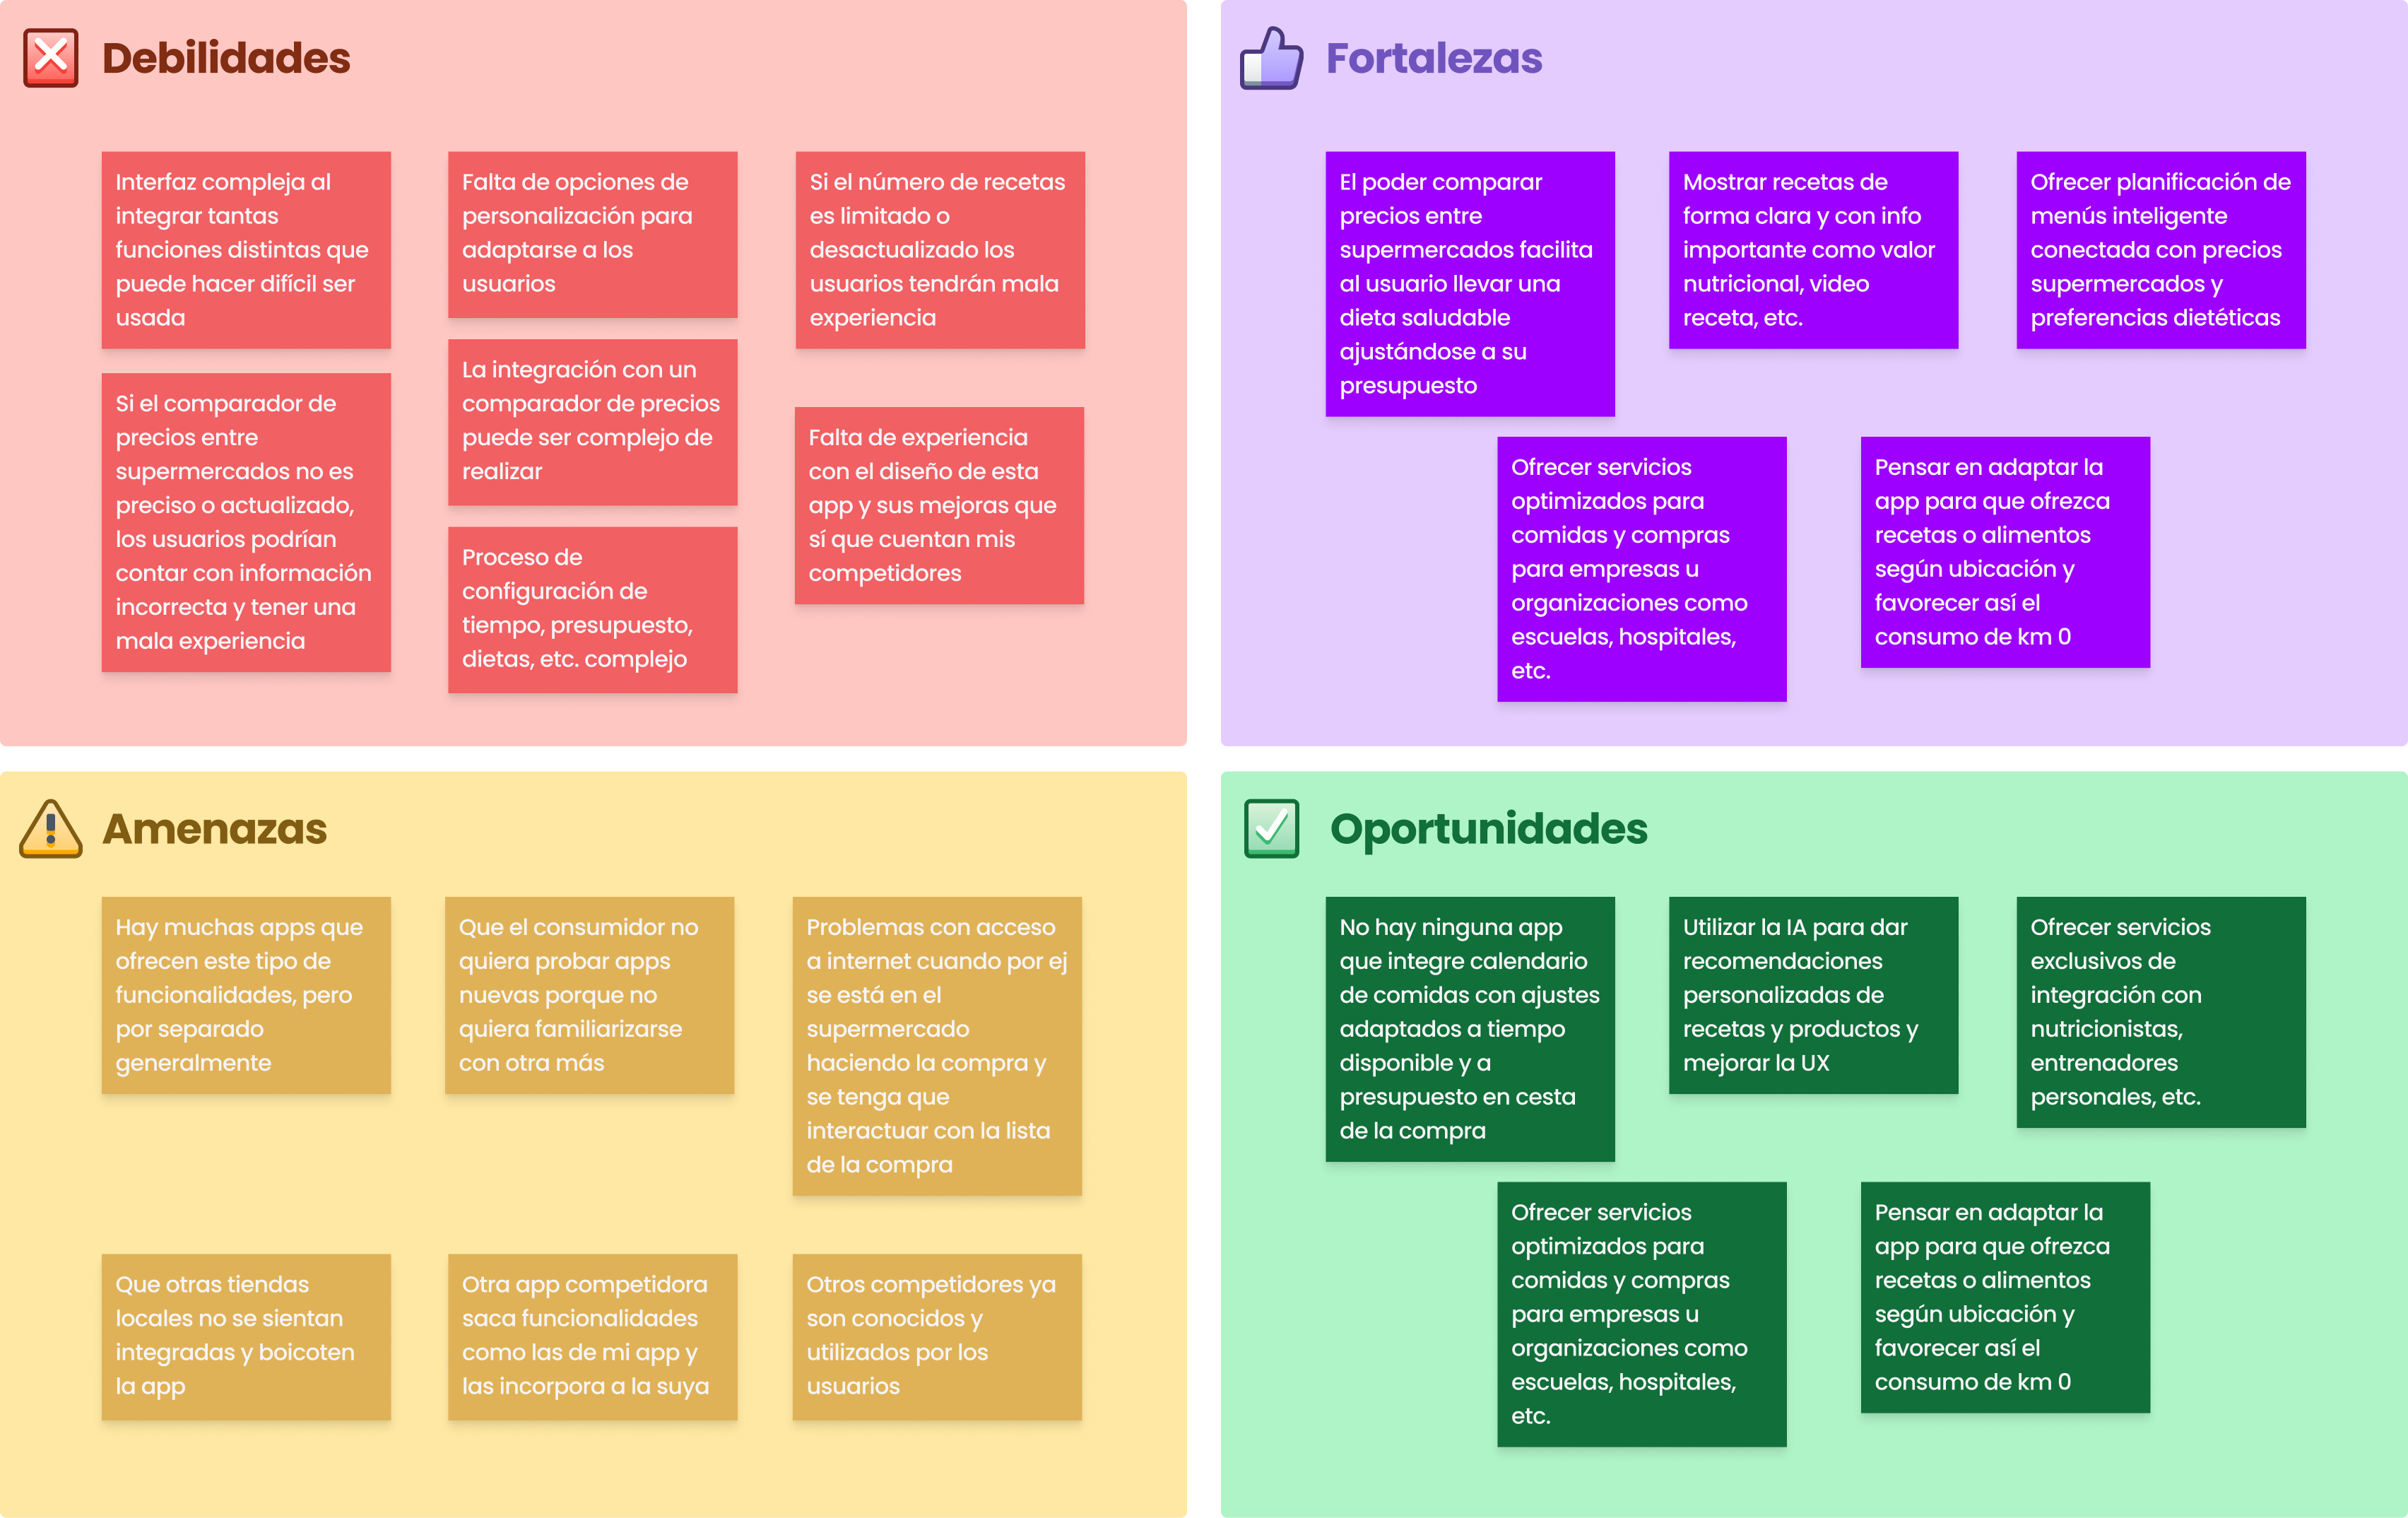 Debilidades
Interfaz compleja al
integrar tantas
funciones distintas que
puede hacer difícil ser
usada
Falta de opciones de
personalización para
adaptarse a los
usuarios
Si el número de recetas
es limitado o
desactualizado los
usuarios tendrán mala
experiencia
Si el comparador de
precios entre
supermercados no es
preciso o actualizado,
los usuarios podrían
contar con información
incorrecta y tener una
mala experiencia
La integración con un
comparador de precios
puede ser complejo de
realizar
Falta de experiencia
con el diseño de esta
app y sus mejoras que
sí que cuentan mis
competidores
Proceso de
configuración de
tiempo, presupuesto,
dietas, etc. complejo
Fortalezas
El poder comparar
precios entre
supermercados facilita
al usuario llevar una
dieta saludable
ajustándose a su
presupuesto
Mostrar recetas de
forma clara y con info
importante como valor
nutricional, video
receta, etc.
Ofrecer planificación de
menús inteligente
conectada con precios
supermercados y
preferencias dietéticas
Ofrecer servicios
optimizados para
comidas y compras
para empresas u
organizaciones como
escuelas, hospitales,
etc.
Pensar en adaptar la
app para que ofrezca
recetas o alimentos
según ubicación y
favorecer así el
consumo de km 0
Amenazas
Hay muchas apps que
ofrecen este tipo de
funcionalidades, pero
por separado
generalmente
Que el consumidor no
quiera probar apps
nuevas porque no
quiera familiarizarse
con otra más
Problemas con acceso
a internet cuando por ej
se está en el
supermercado
haciendo la compra y
se tenga que
interactuar con la lista
de la compra
Que otras tiendas
locales no se sientan
integradas y boicoten
la app
Otra app competidora
saca funcionalidades
como las de mi app y
las incorpora a la suya
Otros competidores ya
son conocidos y
utilizados por los
usuarios
Oportunidades
No hay ninguna app
que integre calendario
de comidas con ajustes
adaptados a tiempo
disponible y a
presupuesto en cesta
de la compra
Utilizar la IA para dar
recomendaciones
personalizadas de
recetas y productos y
mejorar la UX
Ofrecer servicios
exclusivos de
integración con
nutricionistas,
entrenadores
personales, etc.
Ofrecer servicios
optimizados para
comidas y compras
para empresas u
organizaciones como
escuelas, hospitales,
etc.
Pensar en adaptar la
app para que ofrezca
recetas o alimentos
según ubicación y
favorecer así el
consumo de km 0